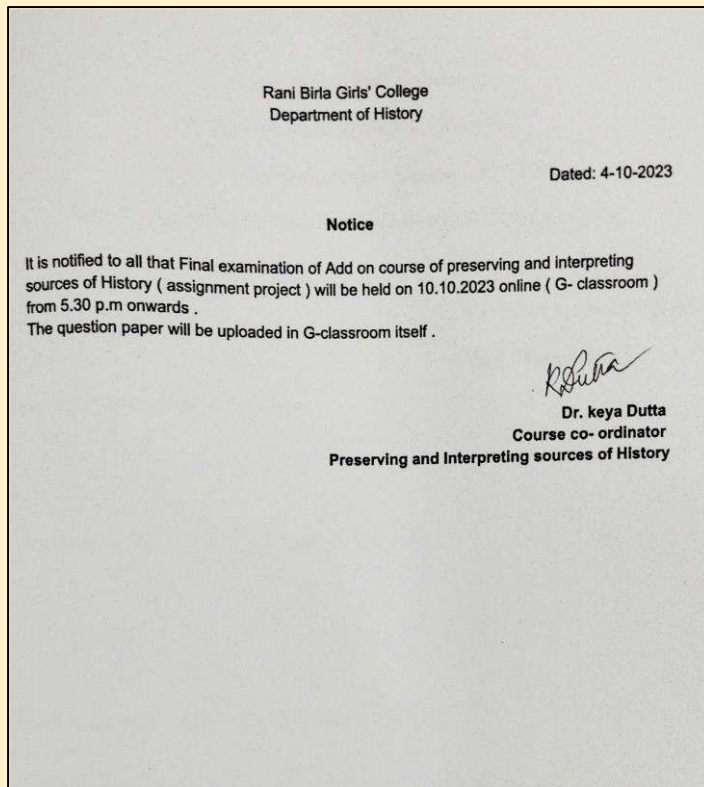 Rani Birla Girls' College
Department of History
Dated: 4-10-2023
Notice
It is notified to all that Final examination of Add on course of preserving and interpreting
sources of History ( assignment project ) will be held on 10.10.2023 online ( G- classroom )
from 5.30 p.m onwards .
The question paper will be uploaded in G-classroom itself .
KDutta
Dr. keya Dutta
Course co- ordinator
Preserving and Interpreting sources of History